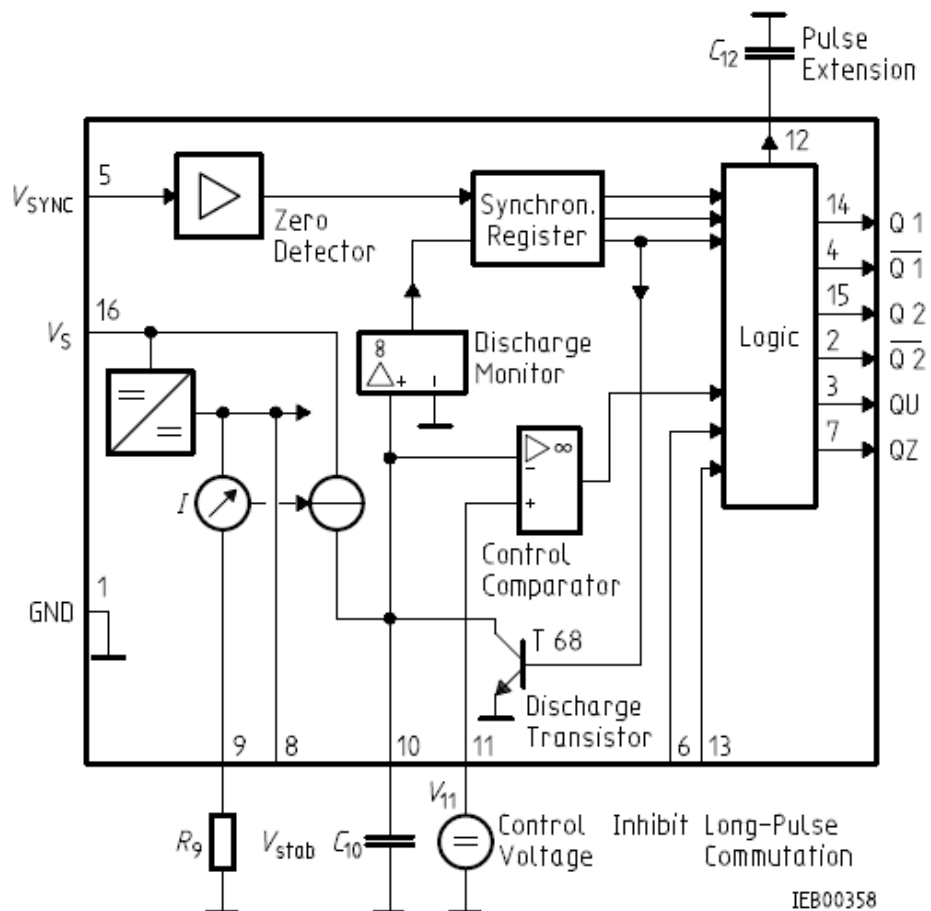 C12
Pulse
Extension
12
5
VSYNC
Zero
Detector
Synchron.
Register
14
Q1
4
Q1
15
Q2
2
Q2
3
QU
7
QZ
Logic
16
VS
8
+
Discharge
Monitor
=
=
I
∞
-
+
Control
Comparator
1
GND
T 68
Discharge
Transistor
9
8
10
11
6
13
R9
Vstab
C10
V11
=
Control
Voltage
Inhibit
Long-Pulse
Commutation
IEB00358